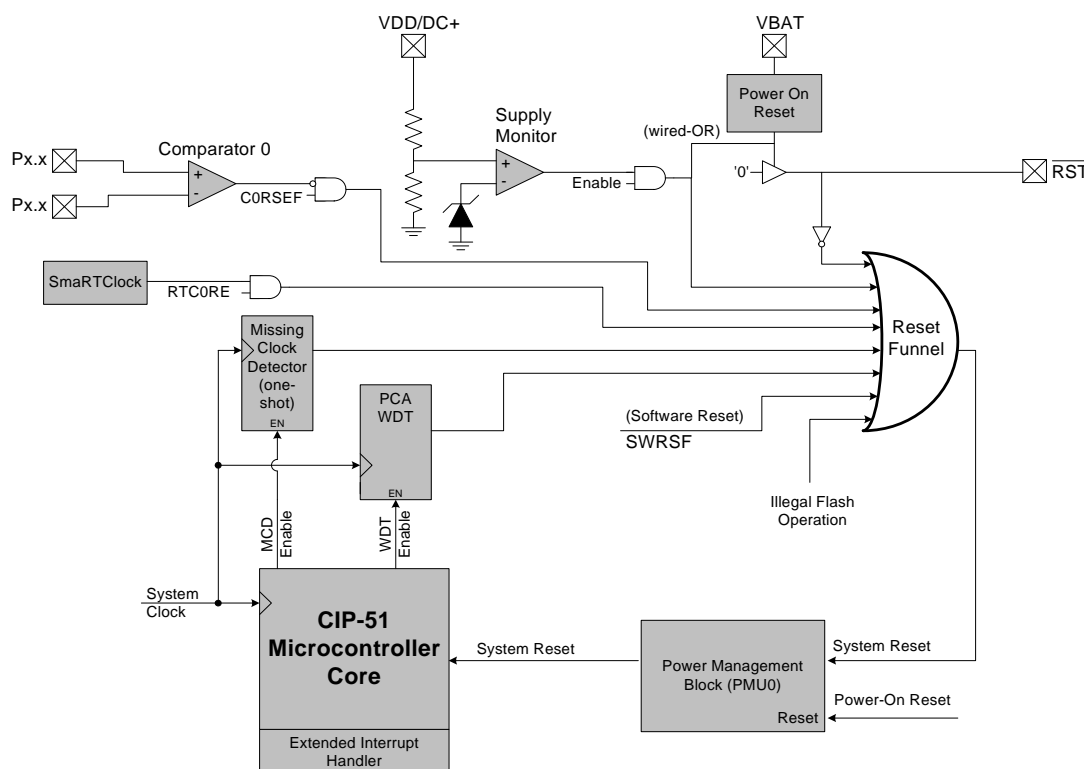 VDD/DC+
VBAT
Power On
Reset
Supply
Monitor
(wired-OR)
Px.x
Comparator 0
+
-
Px.x
+
-
Enable
'0'
RST
C0RSEF
SmaRTClock
RTC0RE
Missing
Clock
Detector
(one-
shot)
EN
Reset
Funnel
PCA
WDT
EN
(Software Reset)
SWRSF
Illegal Flash
Operation
MCD
Enable
WDT
Enable
System
Clock
CIP-51
Microcontroller
Core
Extended Interrupt
Handler
System Reset
Power Management
Block (PMU0)
Reset
System Reset
Power-On Reset